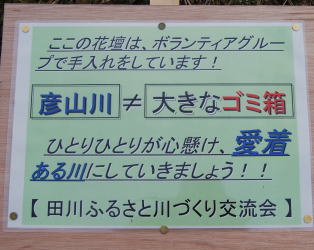 ここの花壇は、ボランティアグルー
プで手入れをしています！
彦山川 ≠ 大きなゴミ箱
ひとりひとりが心懸け、愛着
ある川にしていきましょう！！
【 田川ふるさと川づくり交流会 】